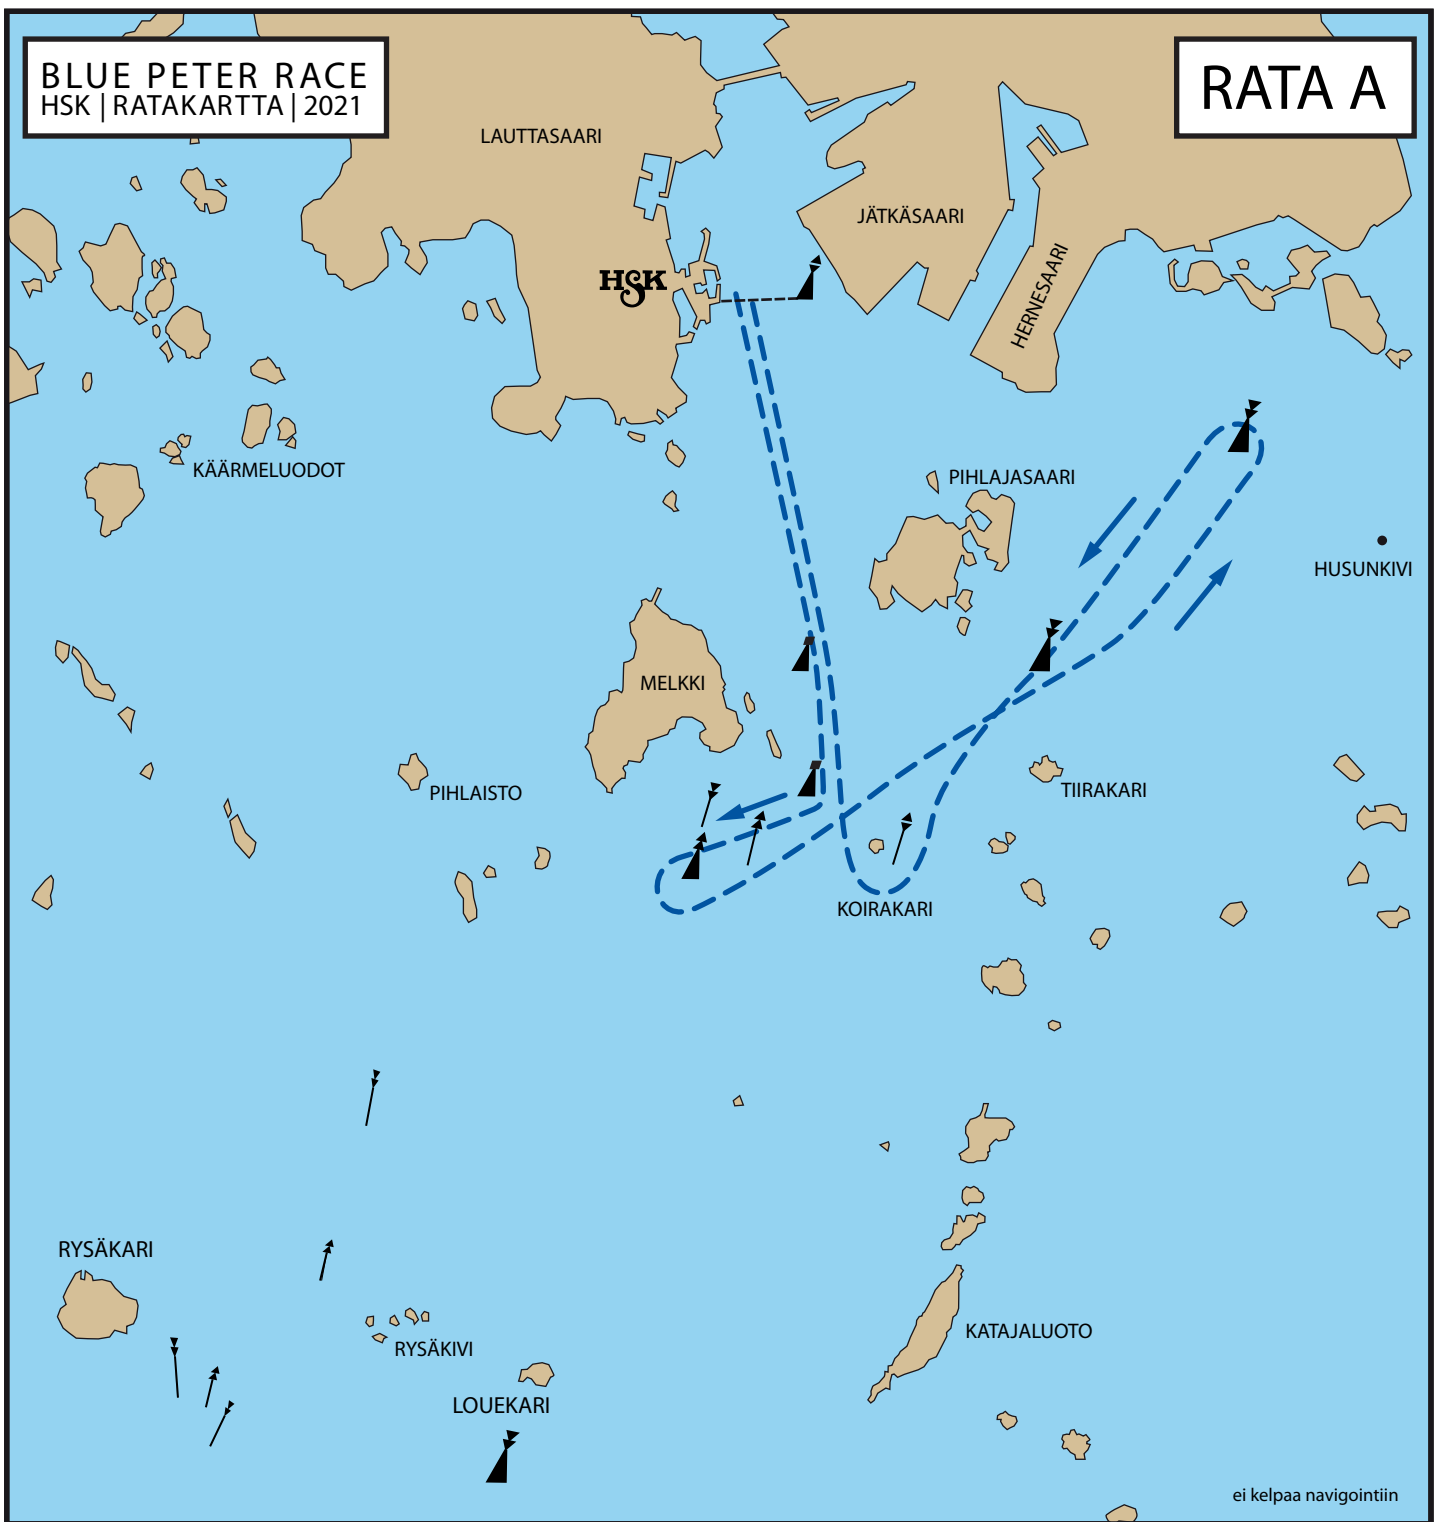 BLUE PETER RACE
HSK | RATAKARTTA | 2021
RATA A
LAUTTASAARI
JÄTKÄSAARI
HERNESAARI
HSK
KÄÄRMELUODOT
PIHLAJASAARI
HUSUNKIVI
MELKKI
PIHLAISTO
TIIRAKARI
KOIRAKARI
RYSÄKARI
KATAJALUOTO
RYSÄKIVI
LOUEKARI
ei kelpaa navigointiin